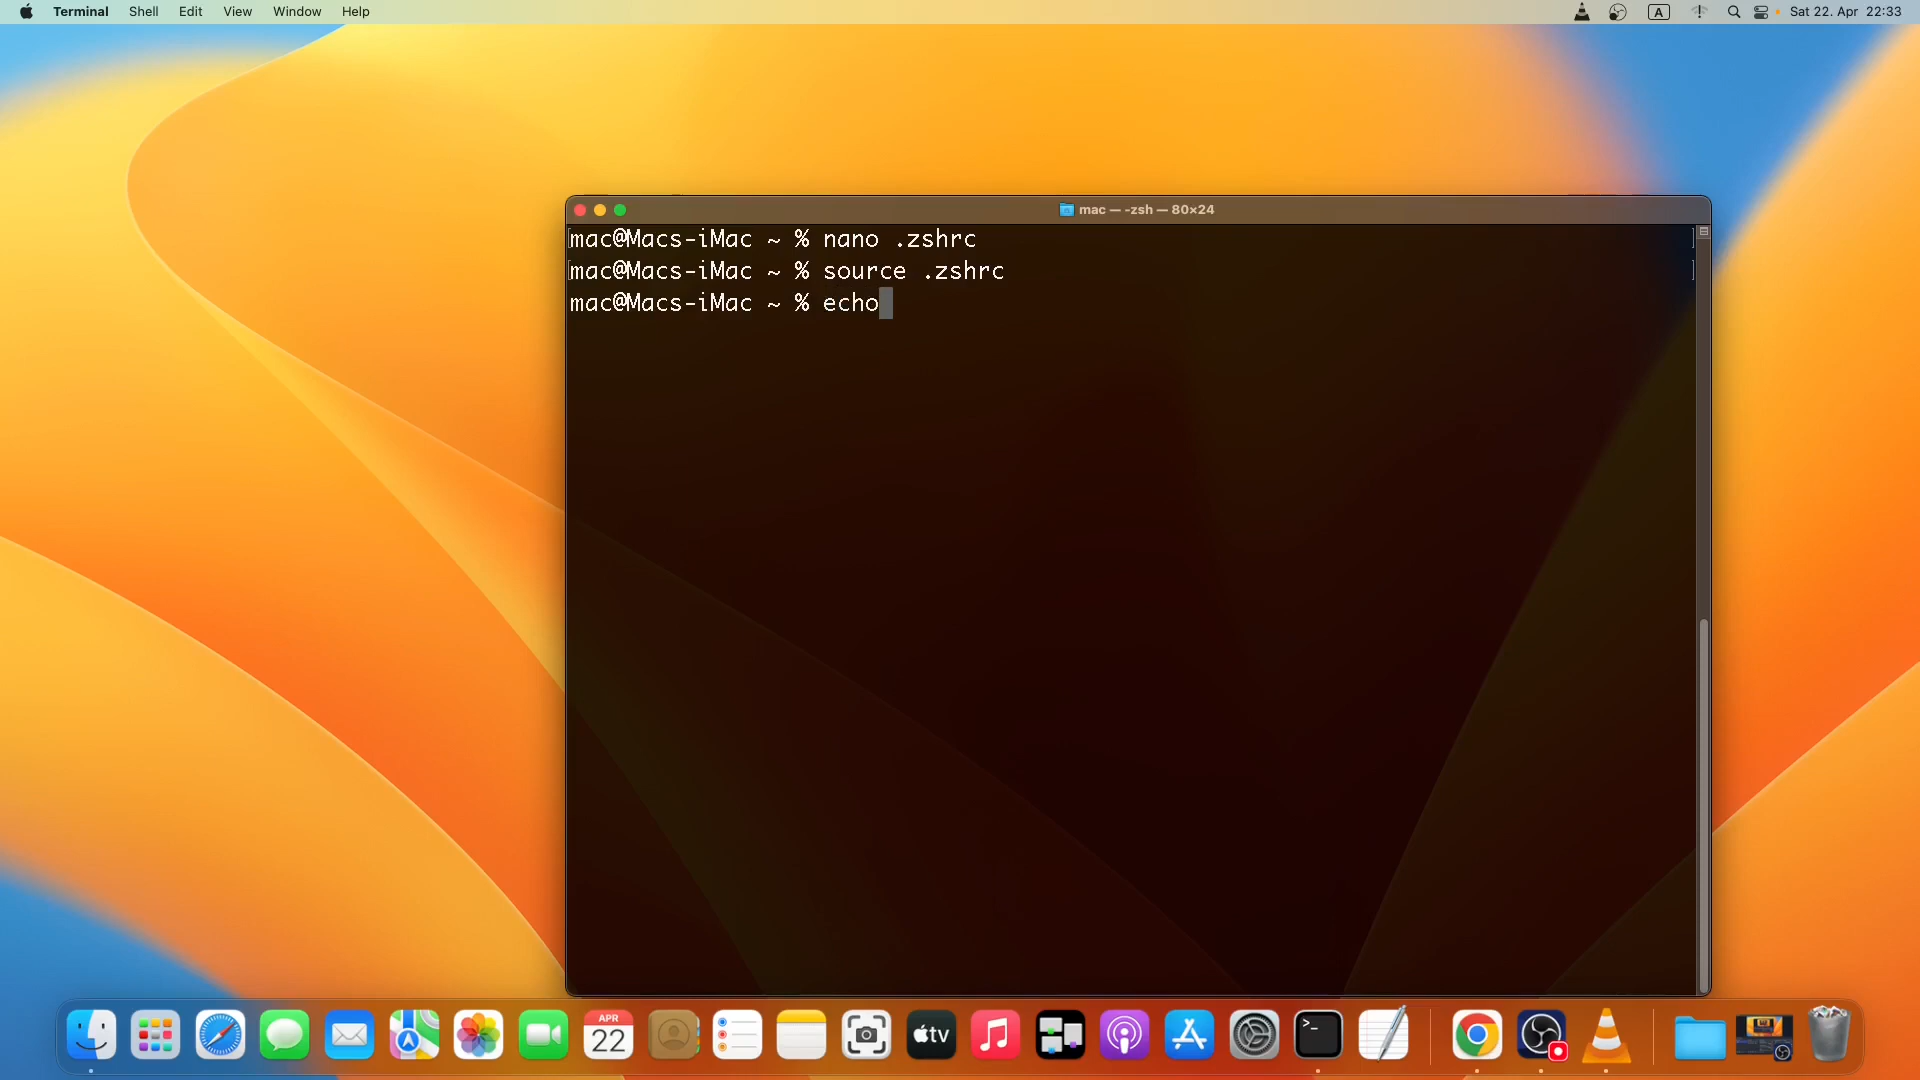 Terminal Shell Edit View Window Help
A Sat 22. Apr 22:33
mac — -zsh — 80×24
mac@Macs-iMac ~ % nano .zshrc
mac@Macs-iMac ~ % source .zshrc
mac@Macs-iMac ~ % echo
APR
22
tv
>_